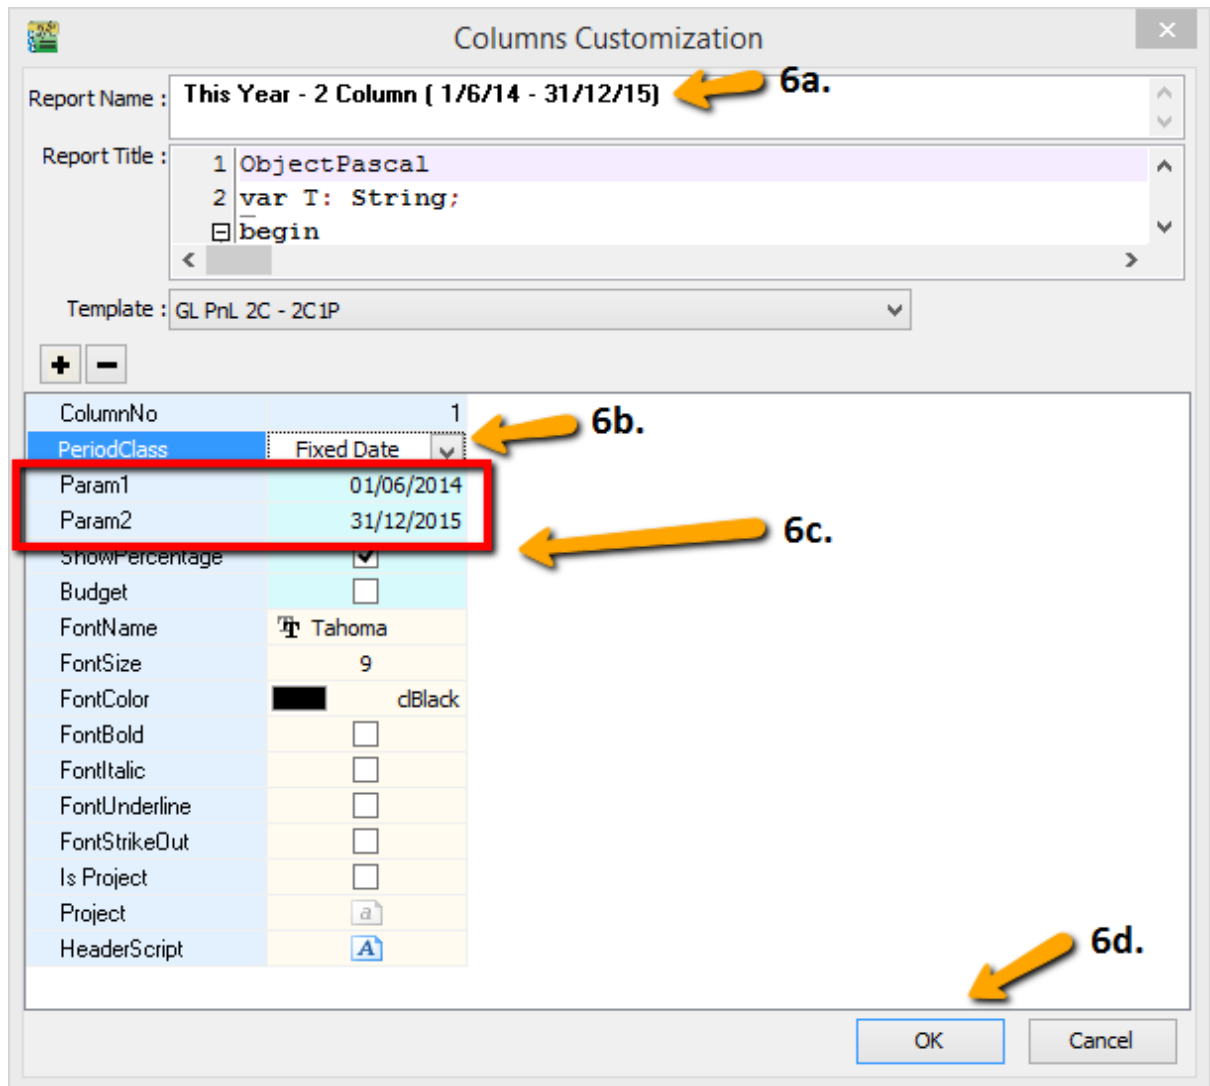 Columns Customization
Report Name : This Year - 2 Column ( 1/6/14 - 31/12/15) 6a.
Report Title :
1 ObjectPascal
2 var T: String;
begin
Template : GL PnL 2C - 2C1P
ColumnNo 1
PeriodClass Fixed Date 6b.
Param1 01/06/2014
Param2 31/12/2015 6c.
ShowPercentage
Budget
FontName Tahoma
FontSize 9
FontColor clBlack
FontBold
FontItalic
FontUnderline
FontStrikeOut
Is Project
Project a
HeaderScript A
6d.
OK Cancel